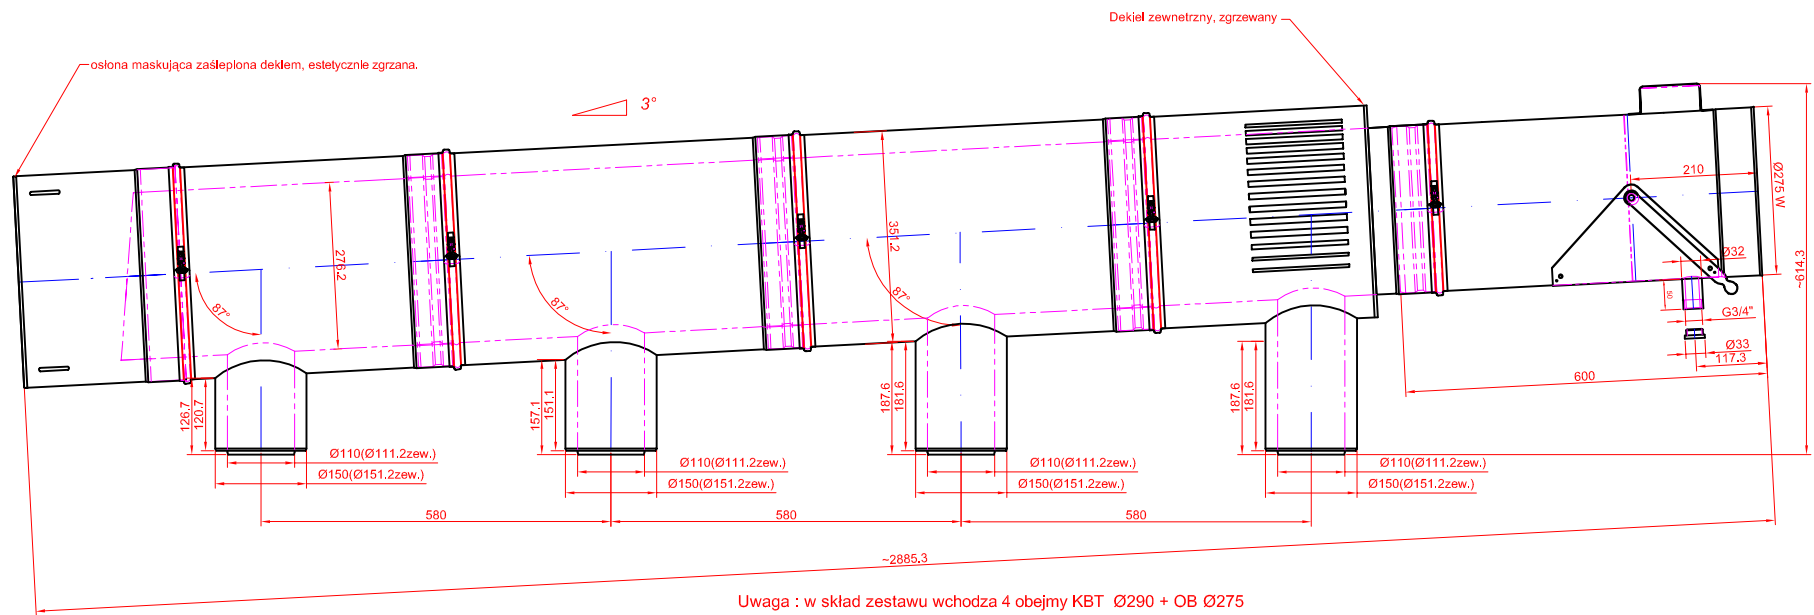 Dekiel zewnetrzny, zgrzewany
osłona maskująca zaślepiona deklem, estetycznie zgrzana.
3°
210
Ø275 W
276.2
351.2
~614.3
87°
87°
87°
Ø32
50
G3/4"
Ø33
117.3
600
126.7
120.7
157.1
151.1
187.6
181.6
187.6
181.6
Ø110(Ø111.2zew.)
Ø150(Ø151.2zew.)
Ø110(Ø111.2zew.)
Ø150(Ø151.2zew.)
Ø110(Ø111.2zew.)
Ø150(Ø151.2zew.)
Ø110(Ø111.2zew.)
Ø150(Ø151.2zew.)
580
580
580
~2885.3
Uwaga : w skład zestawu wchodza 4 obejmy KBT Ø290 + OB Ø275